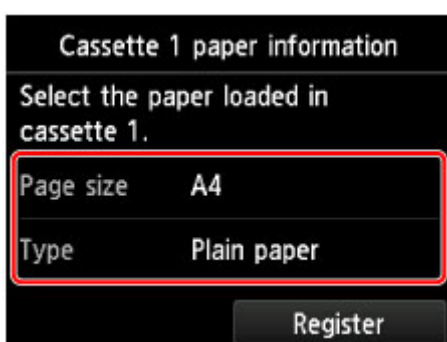 Cassette 1 paper information
Select the paper loaded in
cassette 1.
Page size A4
Type Plain paper
Register